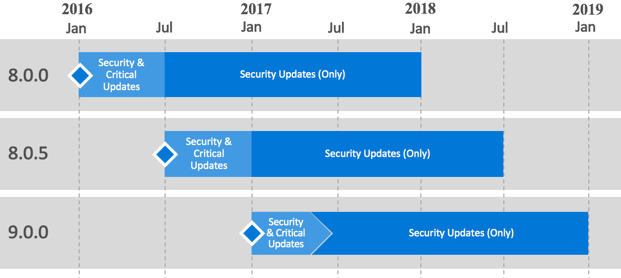 2016 2017 2018 2019
Jan Jul Jan Jul Jan Jul Jan
8.0.0
Security &
Critical
Updates
Security Updates (Only)
8.0.5
Security &
Critical
Updates
Security Updates (Only)
9.0.0
Security
& Critical
Updates
Security Updates (Only)